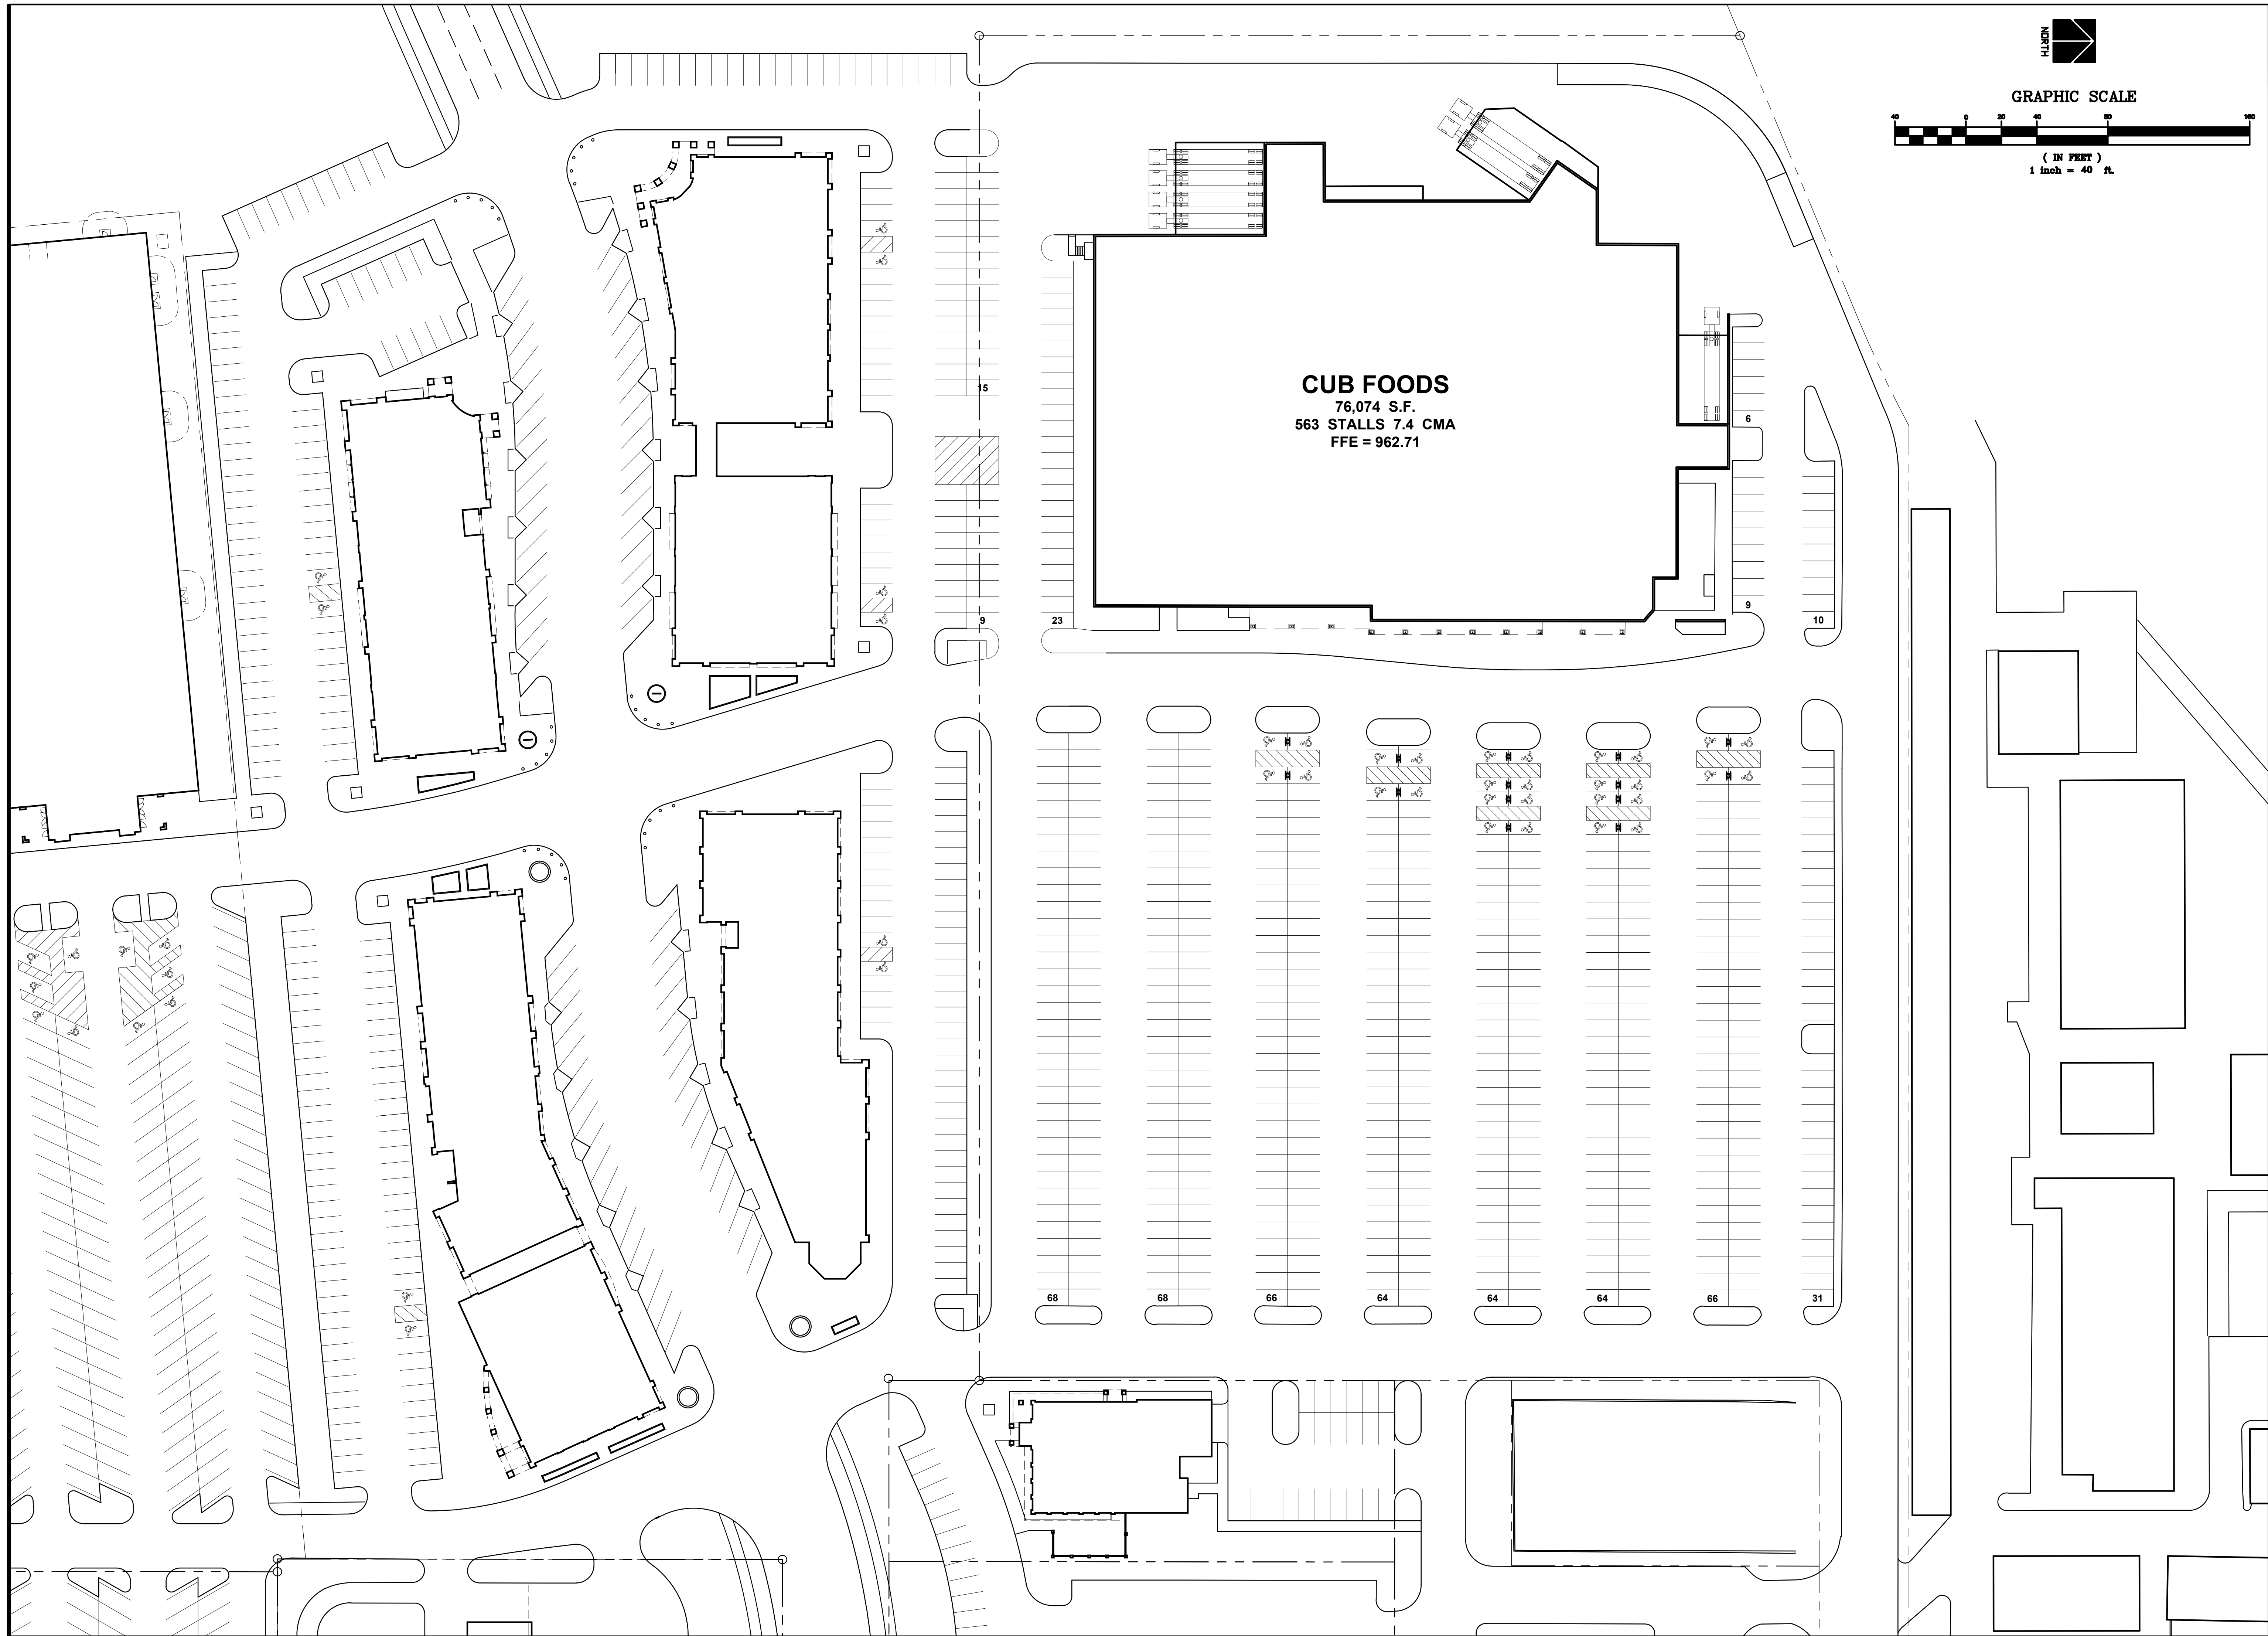 NORTH
GRAPHIC SCALE
40 0 20 40 80 160
( IN FEET )
1 inch = 40 ft.
CUB FOODS
76,074 S.F.
563 STALLS 7.4 CMA
FFE = 962.71
15
6
9
23
9
10
68
68
66
64
64
64
66
31